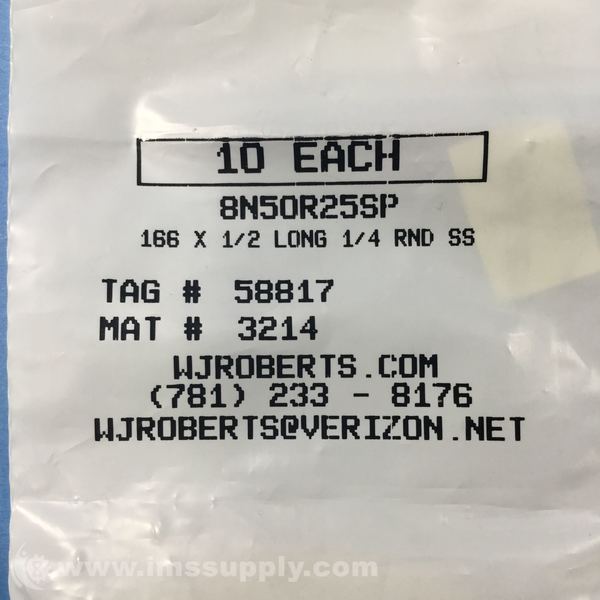 10 EACH
8N50R25SP
166 X 1/2 LONG 1/4 RND SS
TAG # 58817
MAT # 3214
WJROBERTS.COM
(781) 233 - 8176
WJROBERTS@VERIZON.NET
www.imssupply.com